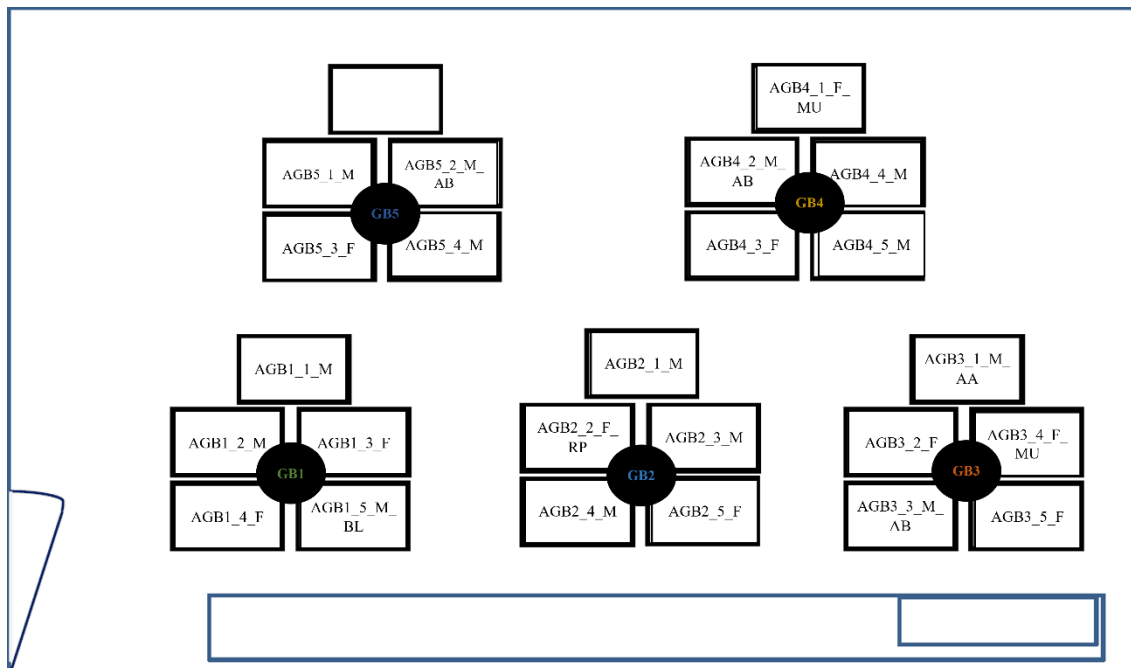 AGB4_1_F_
MU
AGB5_1_M
AGB5_2_M_
AB
GB5
AGB5_3_F
AGB5_4_M
AGB4_2_M_
AB
AGB4_4_M
GB4
AGB4_3_F
AGB4_5_M
AGB1_1_M
AGB1_2_M
AGB1_3_F
GB1
AGB1_4_F
AGB1_5_M_
BL
AGB2_1_M
AGB2_2_F_
RP
AGB2_3_M
GB2
AGB2_4_M
AGB2_5_F
AGB3_1_M_
AA
AGB3_2_F
AGB3_4_F_
MU
GB3
AGB3_3_M_
AB
AGB3_5_F